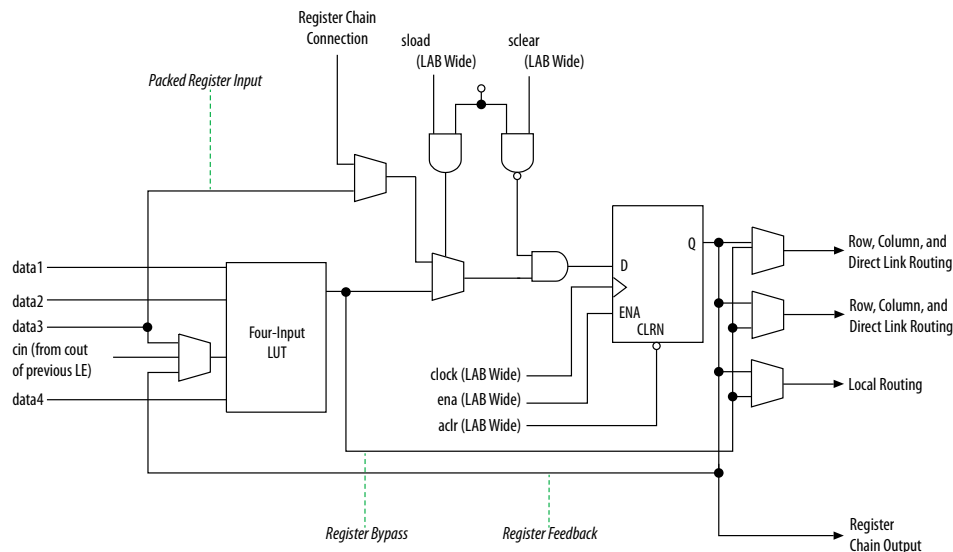 Register Chain
Connection
sload
(LAB Wide)
sclear
(LAB Wide)
Packed Register Input
data1
data2
data3
cin (from cout
of previous LE)
data4
Four-Input
LUT
D
Q
ENA
CLRN
clock (LAB Wide)
ena (LAB Wide)
aclr (LAB Wide)
Row, Column, and
Direct Link Routing
Row, Column, and
Direct Link Routing
Local Routing
Register Bypass
Register Feedback
Register
Chain Output